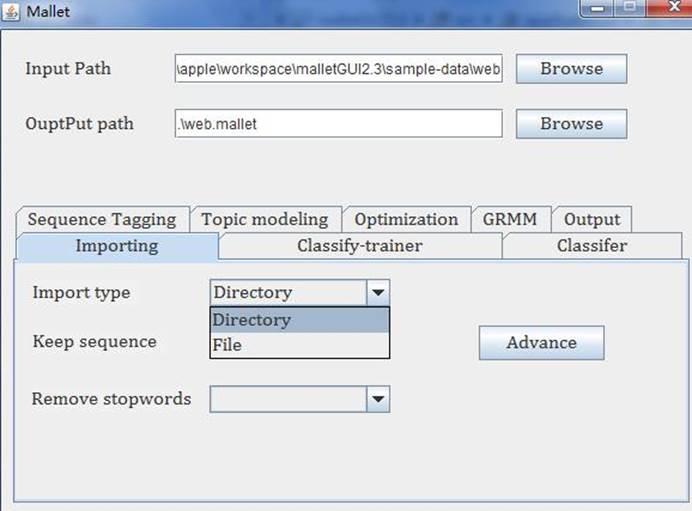 Mallet
Input Path \apple\workspace\malletGUI2.3\sample-data\web Browse
OuptPut path .\web.mallet Browse
Sequence Tagging Topic modeling Optimization GRMM Output
Importing Classify-trainer Classifer
Import type Directory
Directory
Keep sequence File Advance
Remove stopwords